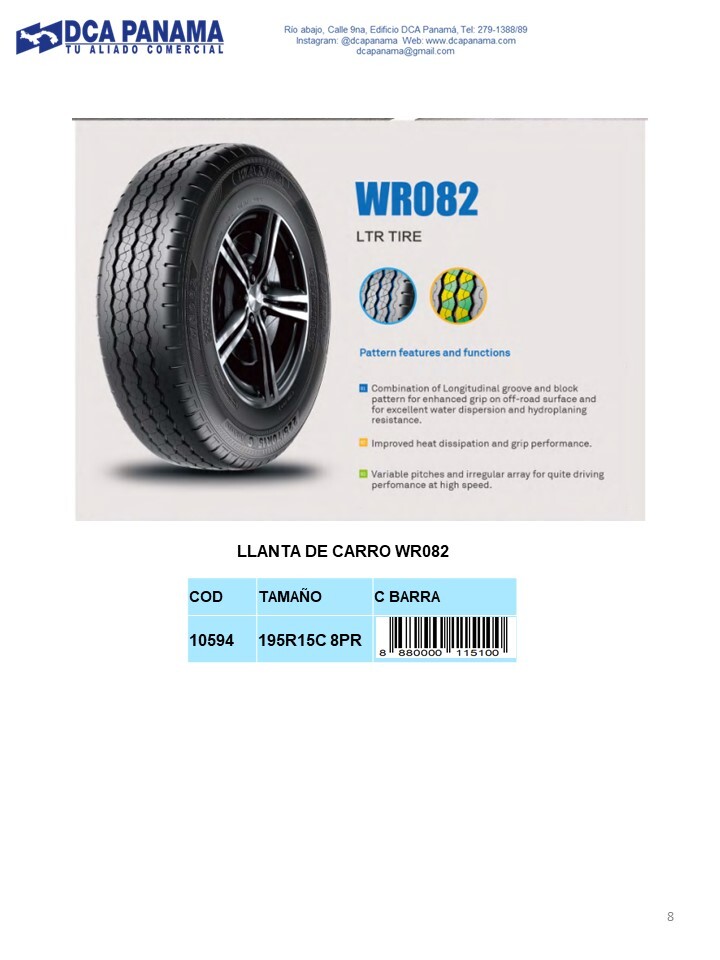 DCA PANAMA
TU ALIADO COMERCIAL
Río abajo, Calle 9na, Edificio DCA Panamá, Tel: 279-1388/89
Instagram: @dcapanama Web: www.dcapanama.com
dcapanama@gmail.com
WR082
LTR TIRE
Pattern features and functions
Combination of Longitudinal groove and block
pattern for enhanced grip on off-road surface and
for excellent water dispersion and hydroplaning
resistance.
Improved heat dissipation and grip performance.
Variable pitches and irregular array for quite driving
perfomance at high speed.
LLANTA DE CARRO WR082
COD TAMAÑO C BARRA
10594 195R15C 8PR
8 880000 115100
8